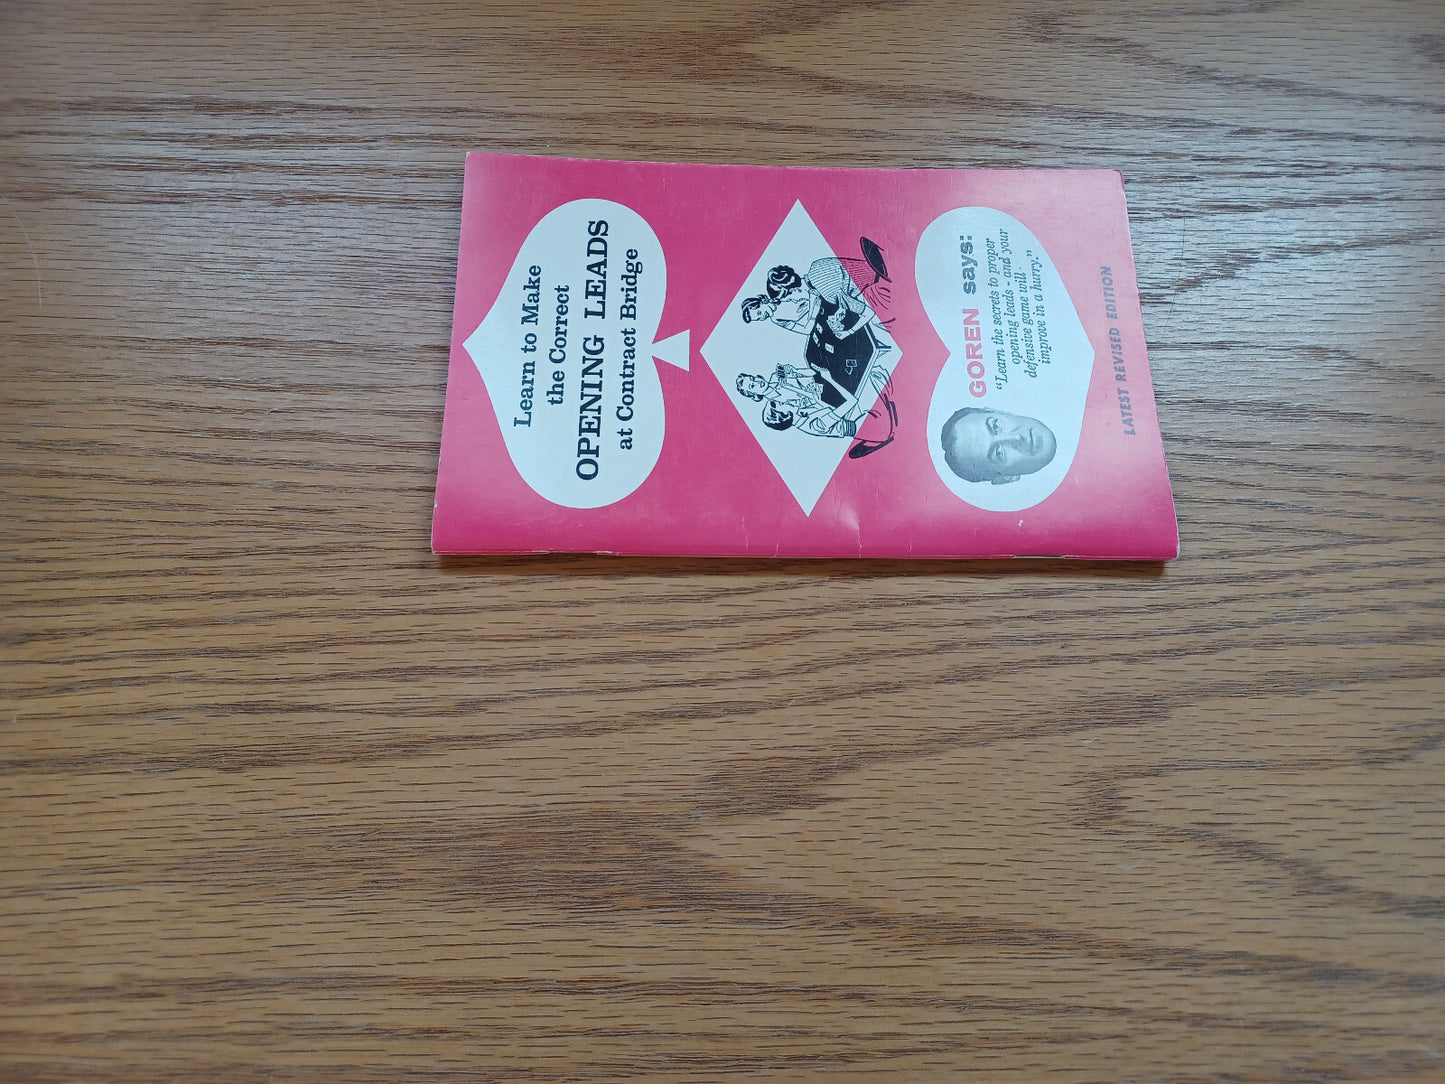 Learn to Make
the Correct
OPENING LEADS
at Contract Bridge
GOREN says:
“Learn the secrets to proper
opening leads - and your
defensive game will
improve in a hurry.”
LATEST REVISED EDITION